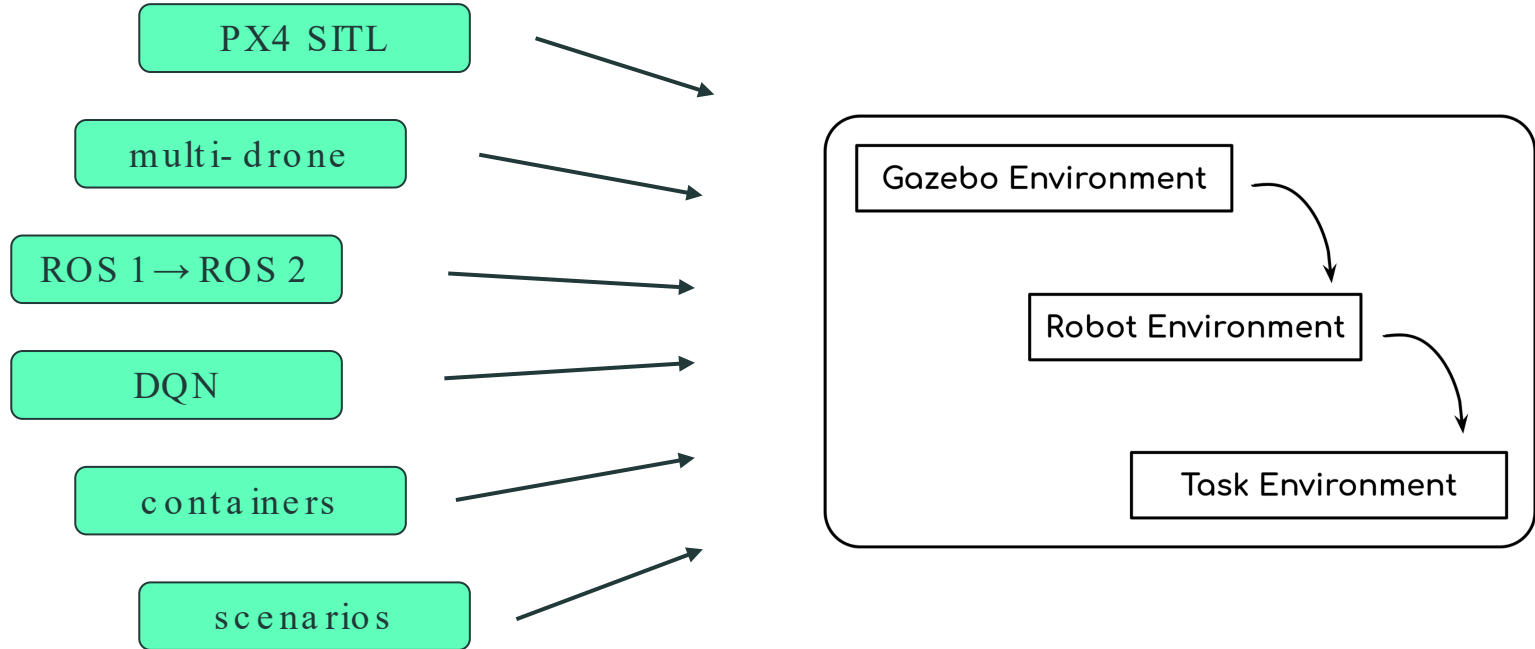 PX4 SITL
multi-drone
ROS 1→ROS 2
DQN
containers
scenarios
Gazebo Environment
Robot Environment
Task Environment